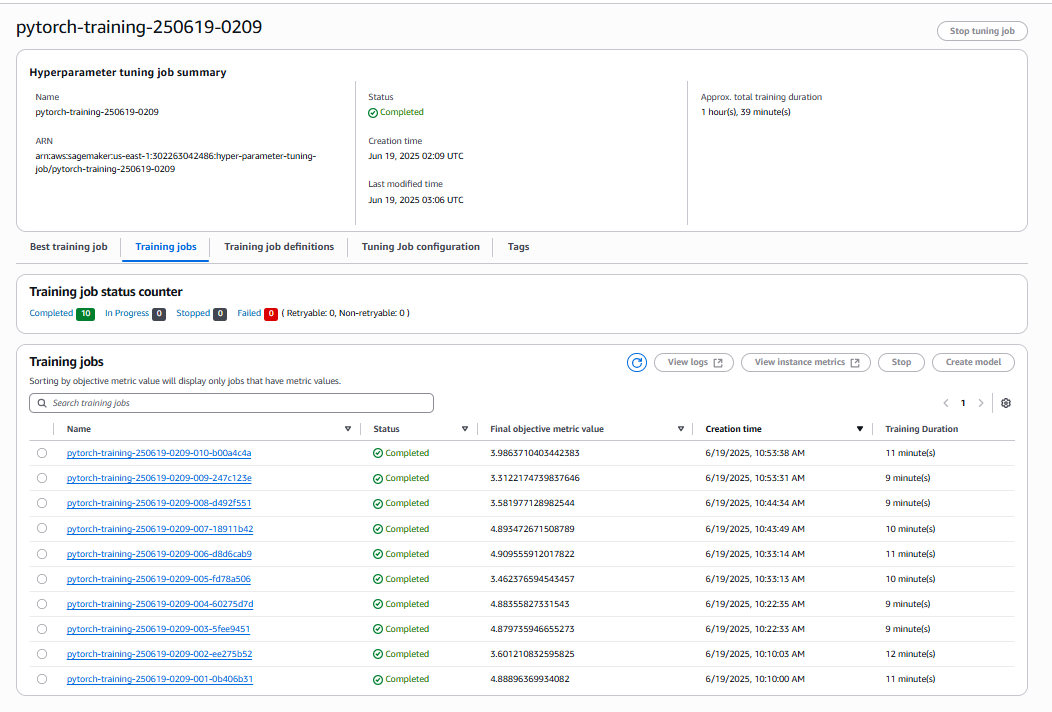 pytorch-training-250619-0209
Stop tuning job
Hyperparameter tuning job summary
Name
pytorch-training-250619-0209
ARN
arn:aws:sagemaker:us-east-1:302263042486:hyper-parameter-tuning-
job/pytorch-training-250619-0209
Status
Completed
Creation time
Jun 19, 2025 02:09 UTC
Last modified time
Jun 19, 2025 03:06 UTC
Approx. total training duration
1 hour(s), 39 minute(s)
Best training job Training jobs Training job definitions Tuning Job configuration Tags
Training job status counter
Completed 10 In Progress 0 Stopped 0 Failed 0 ( Retryable: 0, Non-retryable: 0 )
Training jobs
View logs View instance metrics Stop Create model
Sorting by objective metric value will display only jobs that have metric values.
Search training jobs
1
Name Status Final objective metric value Creation time Training Duration
pytorch-training-250619-0209-010-b00a4c4a Completed 3.9863710403442383 6/19/2025, 10:53:38 AM 11 minute(s)
pytorch-training-250619-0209-009-247c123e Completed 3.3122174739837646 6/19/2025, 10:53:31 AM 9 minute(s)
pytorch-training-250619-0209-008-d492f551 Completed 3.581977128982544 6/19/2025, 10:44:34 AM 9 minute(s)
pytorch-training-250619-0209-007-18911b42 Completed 4.893472671508789 6/19/2025, 10:43:49 AM 10 minute(s)
pytorch-training-250619-0209-006-d8d6cab9 Completed 4.909555912017822 6/19/2025, 10:33:14 AM 11 minute(s)
pytorch-training-250619-0209-005-fd78a506 Completed 3.462376594543457 6/19/2025, 10:33:13 AM 10 minute(s)
pytorch-training-250619-0209-004-60275d7d Completed 4.88355827331543 6/19/2025, 10:22:35 AM 9 minute(s)
pytorch-training-250619-0209-003-5fee9451 Completed 4.879735946655273 6/19/2025, 10:22:33 AM 9 minute(s)
pytorch-training-250619-0209-002-ee275b52 Completed 3.601210832595825 6/19/2025, 10:10:03 AM 12 minute(s)
pytorch-training-250619-0209-001-0b406b31 Completed 4.88896369934082 6/19/2025, 10:10:00 AM 11 minute(s)